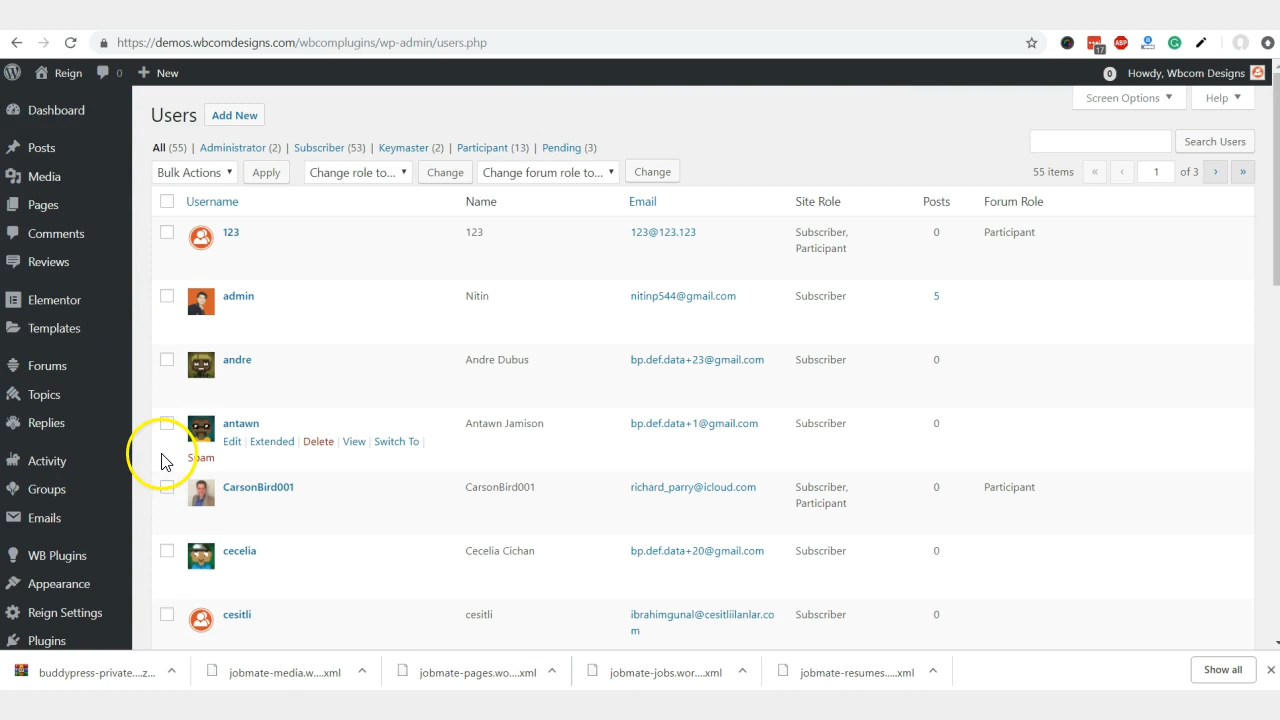 https://demos.wbcomdesigns.com/wbcomplugins/wp-admin/users.php
17
ABP
Reign 0 New
0 Howdy, Wbcom Designs
Screen Options Help
Dashboard
Posts
Media
Pages
Comments
Reviews
Elementor
Templates
Forums
Topics
Replies
Activity
Groups
Emails
WB Plugins
Appearance
Reign Settings
Plugins
Users Add New
All (55) | Administrator (2) | Subscriber (53) | Keymaster (2) | Participant (13) | Pending (3)
Search Users
Bulk Actions Apply Change role to... Change Change forum role to... Change 55 items « ‹ 1 of 3 › »
Username Name Email Site Role Posts Forum Role
123 123 123@123.123 Subscriber, 0 Participant
Participant
admin Nitin nitinp544@gmail.com Subscriber 5
andre Andre Dubus bp.def.data+23@gmail.com Subscriber 0
antawn Antawn Jamison bp.def.data+1@gmail.com Subscriber 0
Edit | Extended | Delete | View | Switch To |
Spam
CarsonBird001 CarsonBird001 richard_parry@icloud.com Subscriber, 0 Participant
Participant
cecelia Cecelia Cichan bp.def.data+20@gmail.com Subscriber 0
cesitli cesitli ibrahimgunal@cesitliilanlar.co Subscriber 0
m
buddypress-private....z... jobmate-media.w....xml jobmate-pages.wo....xml jobmate-jobs.wor....xml jobmate-resumes.....xml Show all